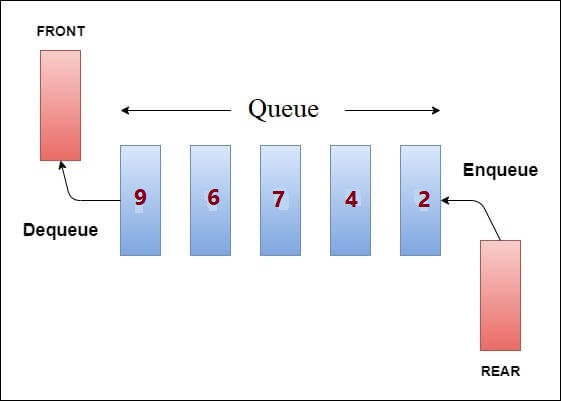 FRONT
Queue
Enqueue
9 6 7 4 2
Dequeue
REAR